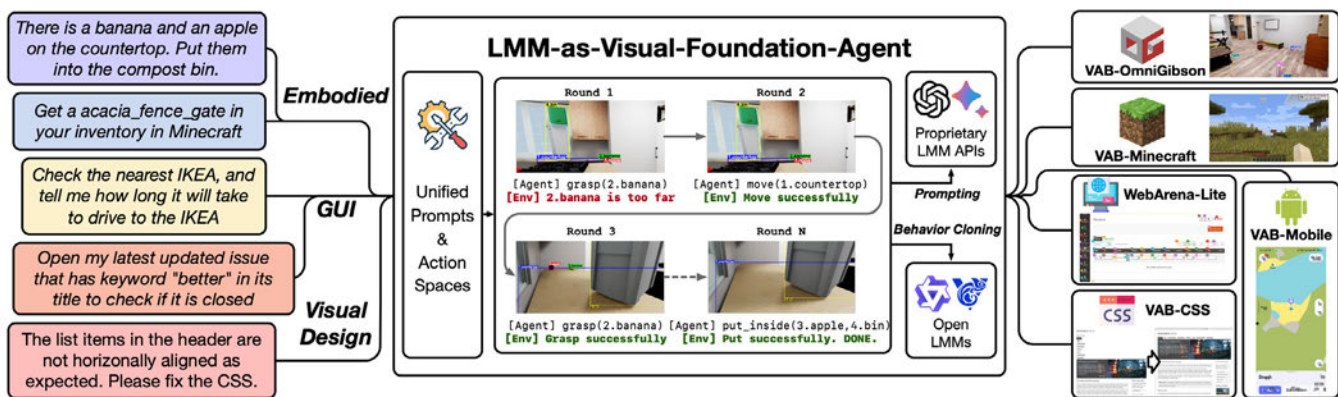 There is a banana and an apple
on the countertop. Put them
into the compost bin.
Get a acacia_fence_gate in
your inventory in Minecraft
Check the nearest IKEA, and
tell me how long it will take
to drive to the IKEA
Open my latest updated issue
that has keyword "better" in its
title to check if it is closed
The list items in the header are
not horizonally aligned as
expected. Please fix the CSS.
Embodied
GUI
Visual
Design
LMM-as-Visual-Foundation-Agent
Unified
Prompts
&
Action
Spaces
Round 1
[Agent] grasp(2.banana)
[Env] 2.banana is too far
Round 2
[Agent] move(1.countertop)
[Env] Move successfully
Round 3
[Agent] grasp(2.banana)
[Env] Grasp successfully
Round N
[Agent] put_inside(3.apple,4.bin)
[Env] Put successfully. DONE.
Prompting
Behavior Cloning
Proprietary
LMM APIs
Open
LMMs
VAB-OmniGibson
VAB-Minecraft
WebArena-Lite
VAB-CSS
CSS
VAB-Mobile